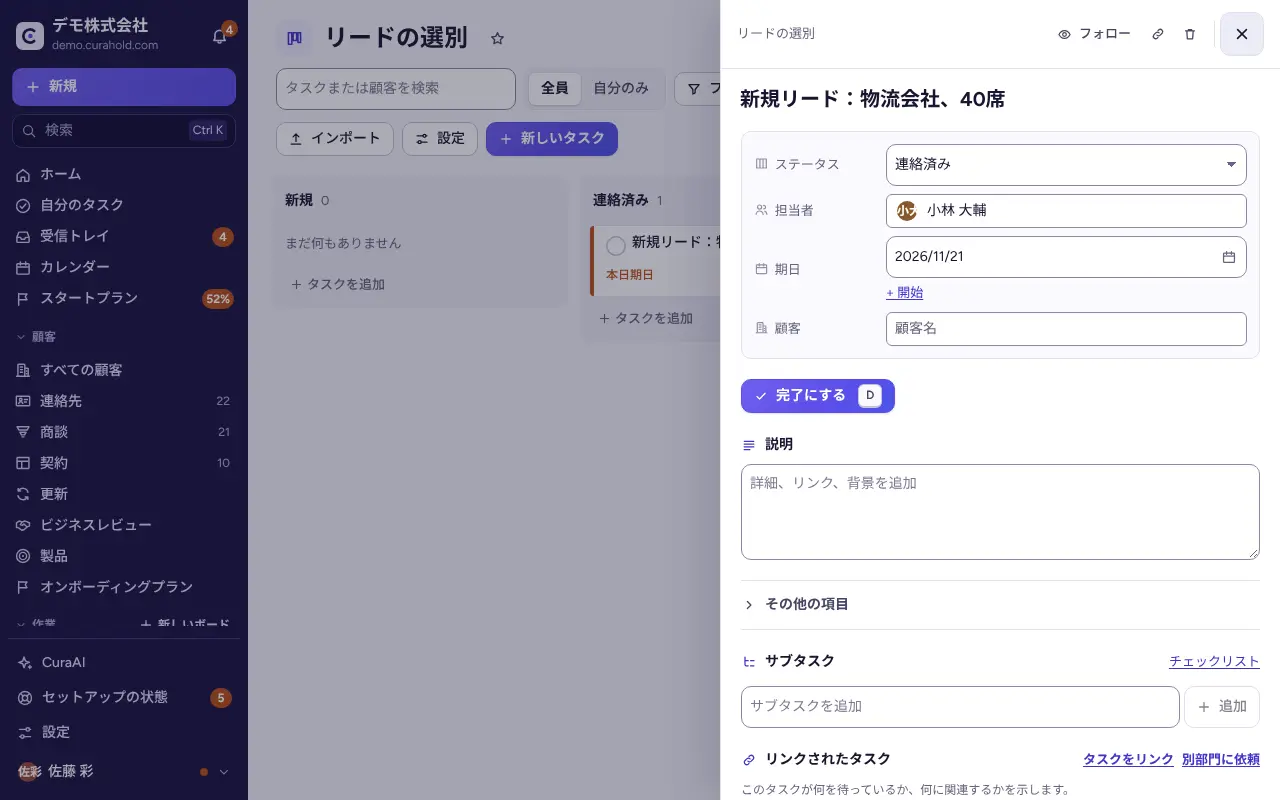 デモ株式会社
demo.curahold.com
4
新規
検索
Ctrl K
ホーム
自分のタスク
受信トレイ
4
カレンダー
スタートプラン
52%
顧客
すべての顧客
連絡先
22
商談
21
契約
10
更新
ビジネスレビュー
製品
オンボーディングプラン
作業
新しいボード
CuraAI
セットアップの状態
5
設定
佐藤 彩
リードの選別
タスクまたは顧客を検索
全員
自分のみ
インポート
設定
新しいタスク
新規 0
まだ何もありません
タスクを追加
連絡済み 1
新規リード：
本日期日
タスクを追加
リードの選別
フォロー
新規リード：物流会社、40席
ステータス
連絡済み
担当者
小林 大輔
期日
2026/11/21
+ 開始
顧客
顧客名
完了にする
D
説明
詳細、リンク、背景を追加
その他の項目
サブタスク
チェックリスト
サブタスクを追加
追加
リンクされたタスク
タスクをリンク
別部門に依頼
このタスクが何を待っているか、何に関連するかを示します。